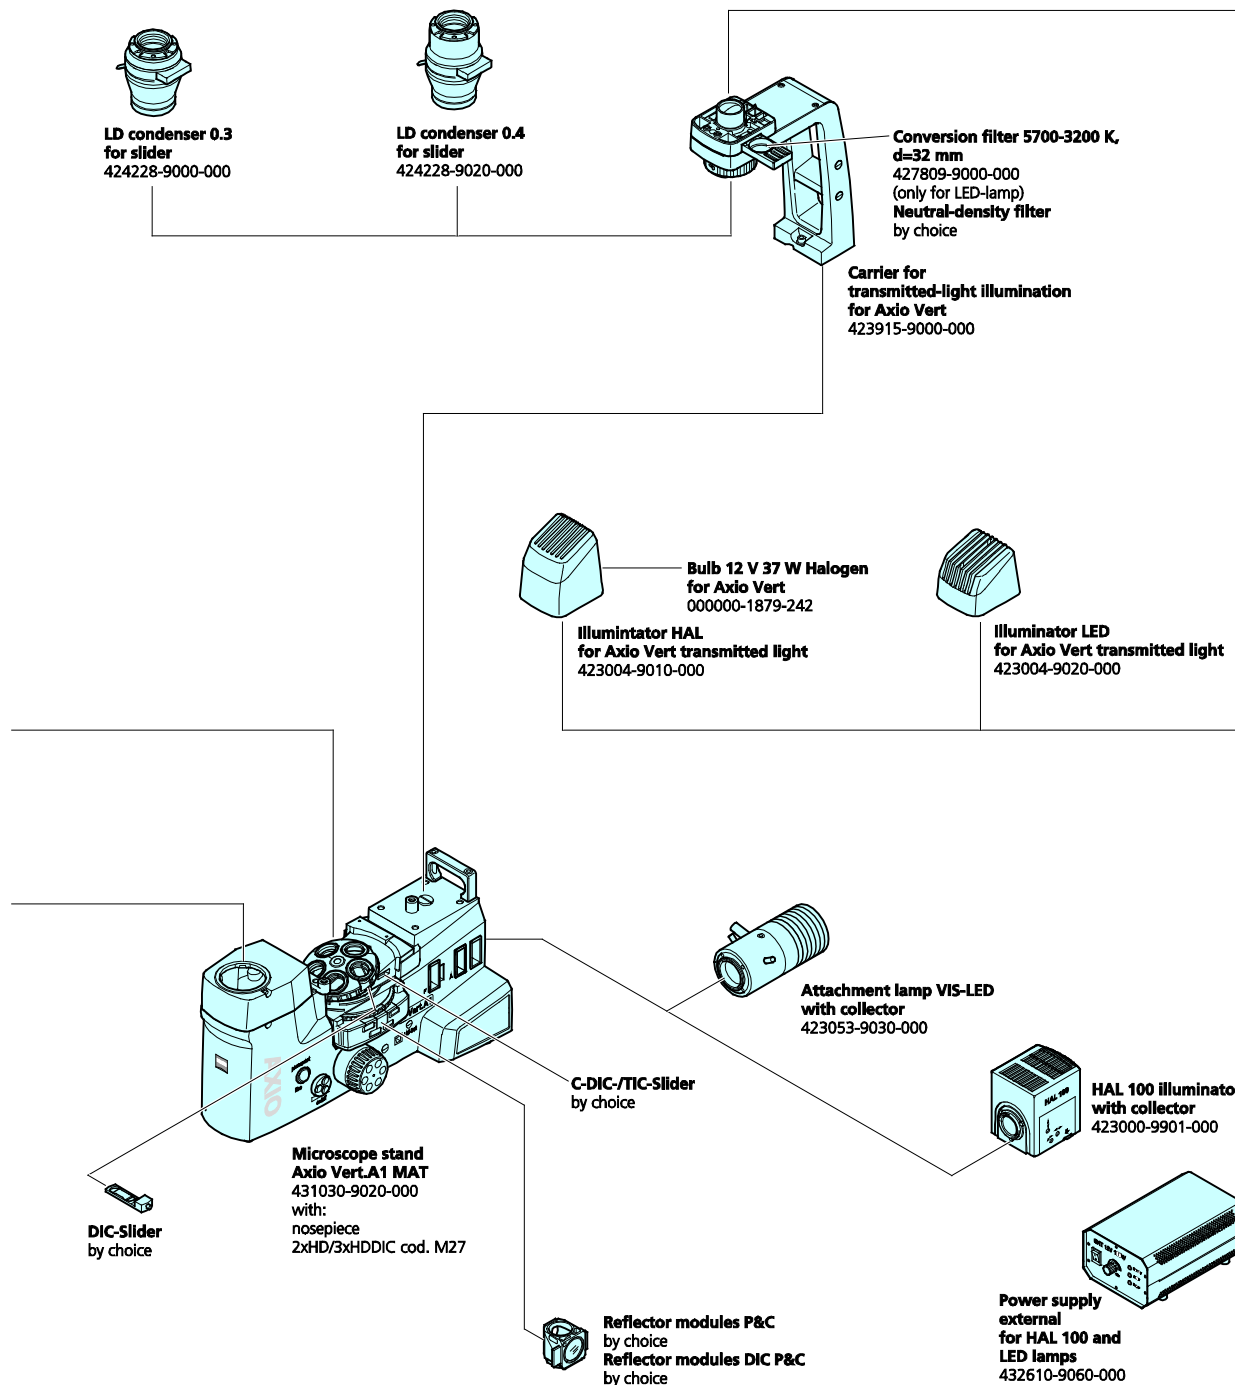 LD condenser 0.3
for slider
424228-9000-000
LD condenser 0.4
for slider
424228-9020-000
Conversion filter 5700-3200 K,
d=32 mm
427809-9000-000
(only for LED-lamp)
Neutral-density filter
by choice
Carrier for
transmitted-light illumination
for Axio Vert
423915-9000-000
Bulb 12 V 37 W Halogen
for Axio Vert
000000-1879-242
Illumintator HAL
for Axio Vert transmitted light
423004-9010-000
Illuminator LED
for Axio Vert transmitted light
423004-9020-000
Attachment lamp VIS-LED
with collector
423053-9030-000
AXIO
Vert.A1
C-DIC-/TIC-Slider
by choice
HAL 100
HAL 100 illuminato
with collector
423000-9901-000
Microscope stand
Axio Vert.A1 MAT
431030-9020-000
with:
nosepiece
2xHD/3xHDDIC cod. M27
DIC-Slider
by choice
Power supply
external
for HAL 100 and
LED lamps
432610-9060-000
Reflector modules P&C
by choice
Reflector modules DIC P&C
by choice